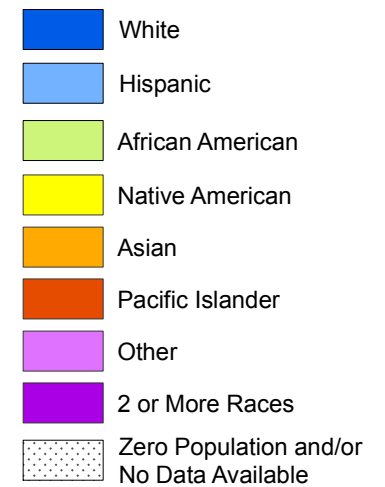 White
Hispanic
African American
Native American
Asian
Pacific Islander
Other
2 or More Races
Zero Population and/or
No Data Available